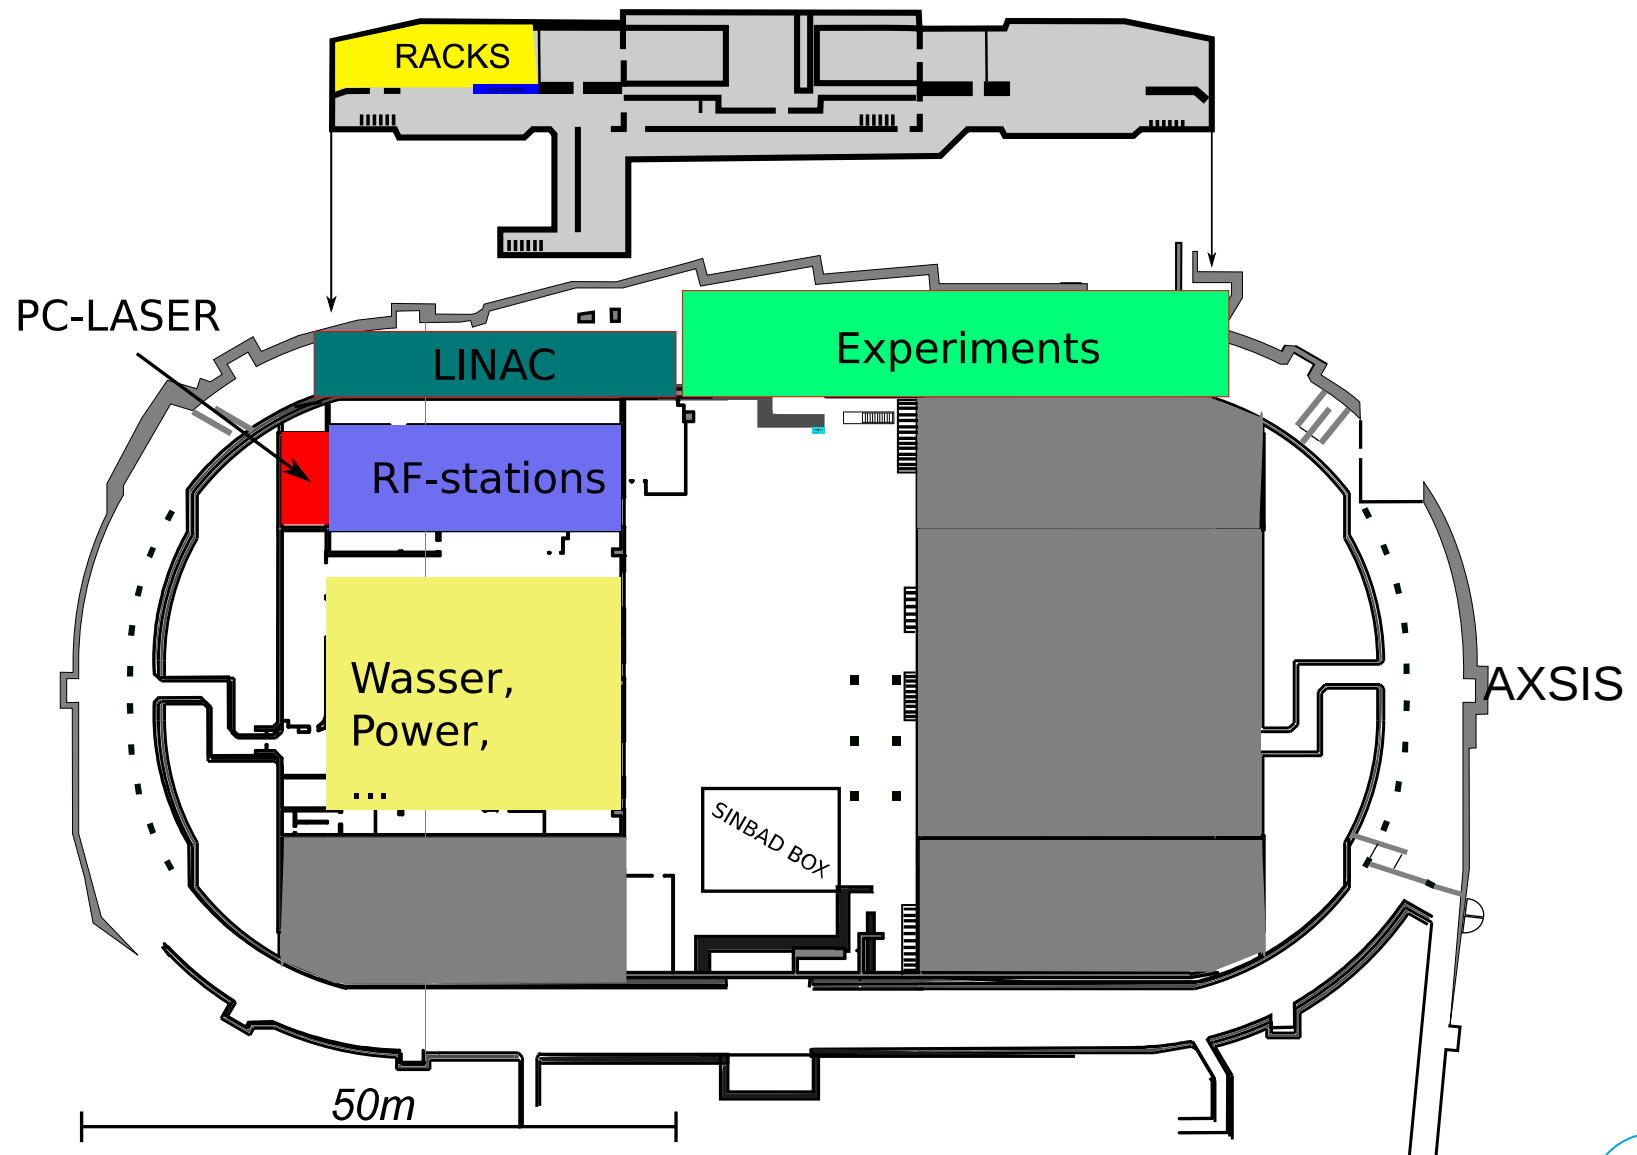 RACKS
PC-LASER
LINAC
Experiments
RF-stations
Wasser,
Power,
...
AXSIS
SINBAD BOX
50m